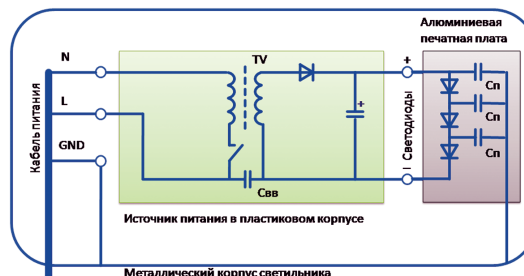 Алюминиевая
печатная плата
N
TV
+
L
Сп
+
Сп
GND
Сп
Кабель питания
Светодиоды
–
Свв
Источник питания в пластиковом корпусе
Металлический корпус светильника